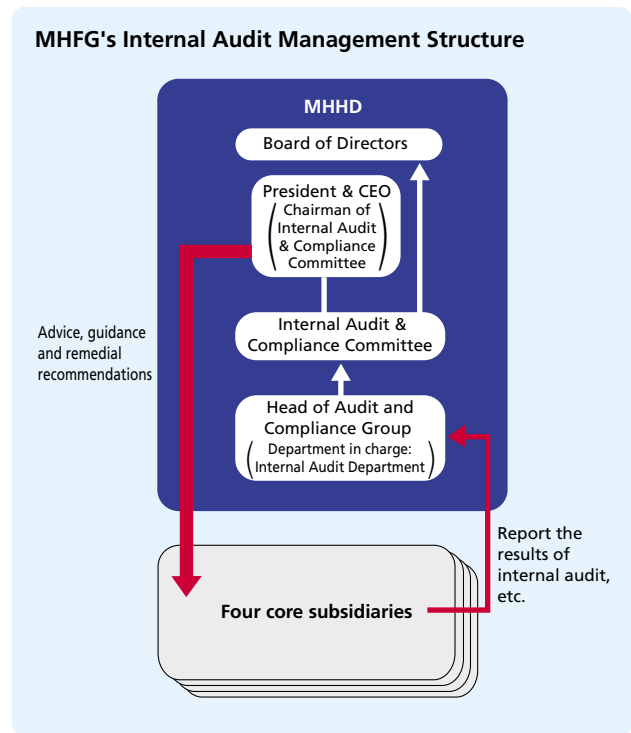 MHFG's Internal Audit Management Structure
MHHD
Board of Directors
President & CEO
(Chairman of
Internal Audit
& Compliance
Committee)
Internal Audit &
Compliance Committee
Advice, guidance
and remedial
recommendations
Head of Audit and
Compliance Group
(Department in charge:
Internal Audit Department)
Report the
results of
internal audit,
etc.
Four core subsidiaries